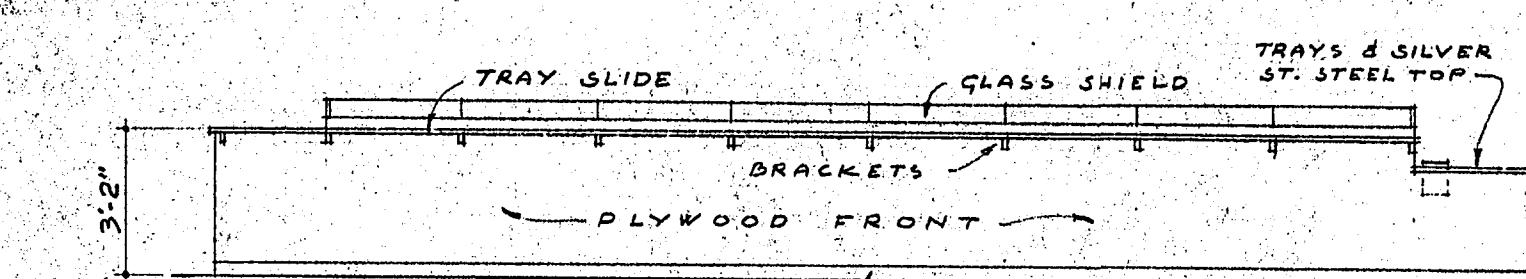 TRAYS & SILVER
ST. STEEL TOP
TRAY SLIDE
GLASS SHIELD
BRACKETS
3'-2"
PLYWOOD FRONT